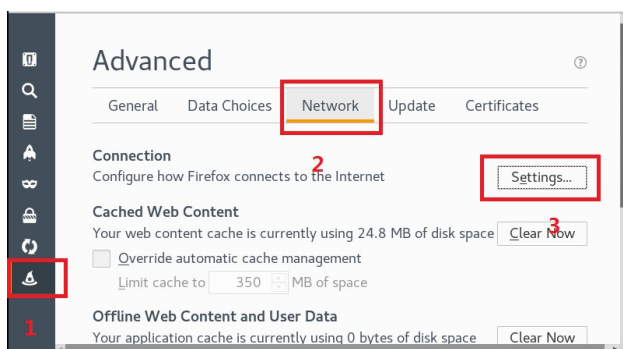 Advanced
?
General Data Choices Network Update Certificates
2
Connection
Configure how Firefox connects to the Internet
Settings...
3
Cached Web Content
Your web content cache is currently using 24.8 MB of disk space
Clear Now
Override automatic cache management
Limit cache to 350 MB of space
1
Offline Web Content and User Data
Your application cache is currently using 0 bytes of disk space
Clear Now